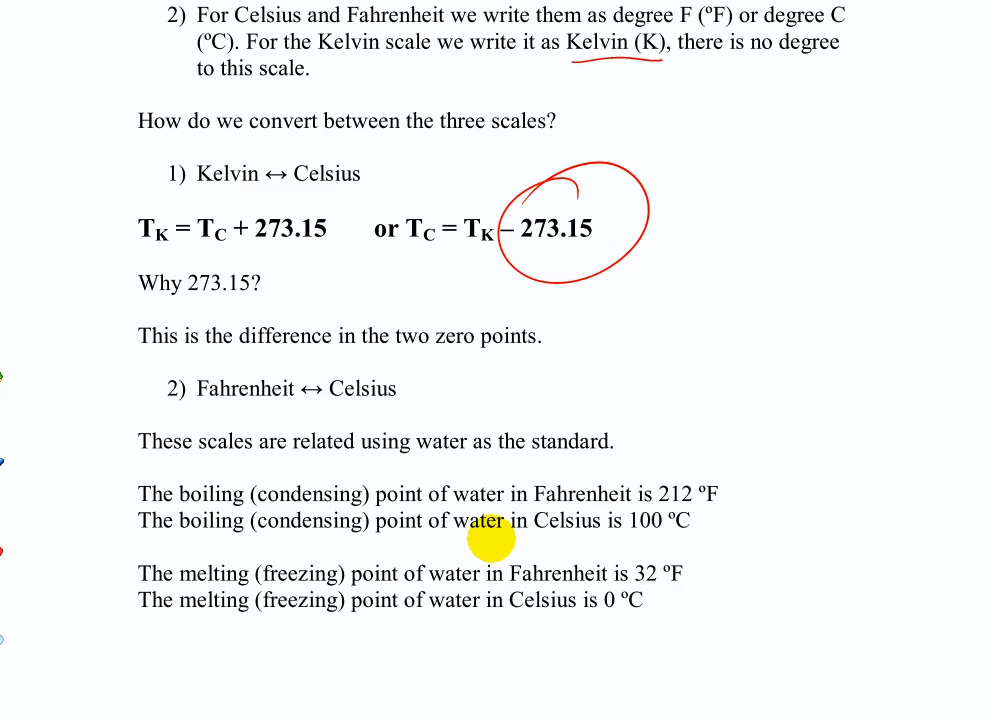 2) For Celsius and Fahrenheit we write them as degree F (ºF) or degree C
(ºC). For the Kelvin scale we write it as Kelvin (K), there is no degree
to this scale.
How do we convert between the three scales?
1) Kelvin ↔ Celsius
TK = TC + 273.15 or TC = TK – 273.15
Why 273.15?
This is the difference in the two zero points.
2) Fahrenheit ↔ Celsius
These scales are related using water as the standard.
The boiling (condensing) point of water in Fahrenheit is 212 ºF
The boiling (condensing) point of water in Celsius is 100 ºC
The melting (freezing) point of water in Fahrenheit is 32 ºF
The melting (freezing) point of water in Celsius is 0 ºC